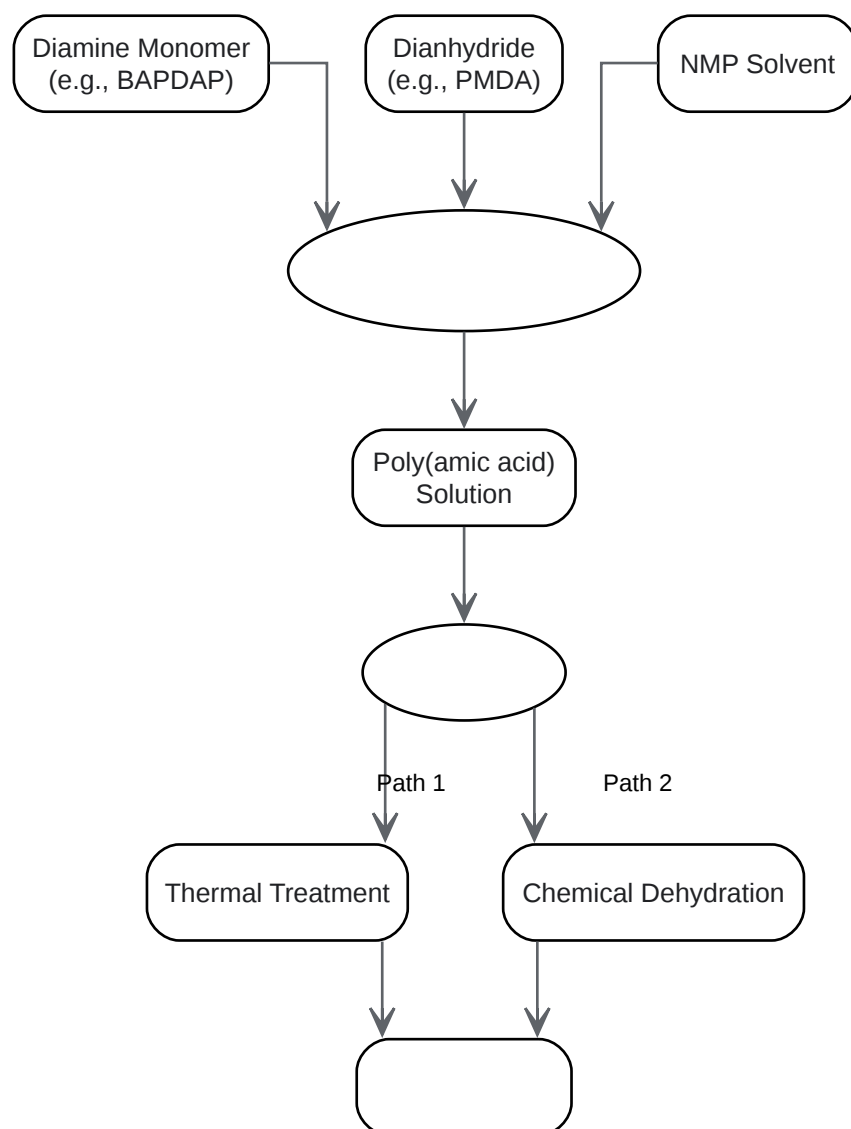 Diamine Monomer
(e.g., BAPDAP)
Dianhydride
(e.g., PMDA)
NMP Solvent
Poly(amic acid)
Solution
Path 1
Path 2
Thermal Treatment
Chemical Dehydration